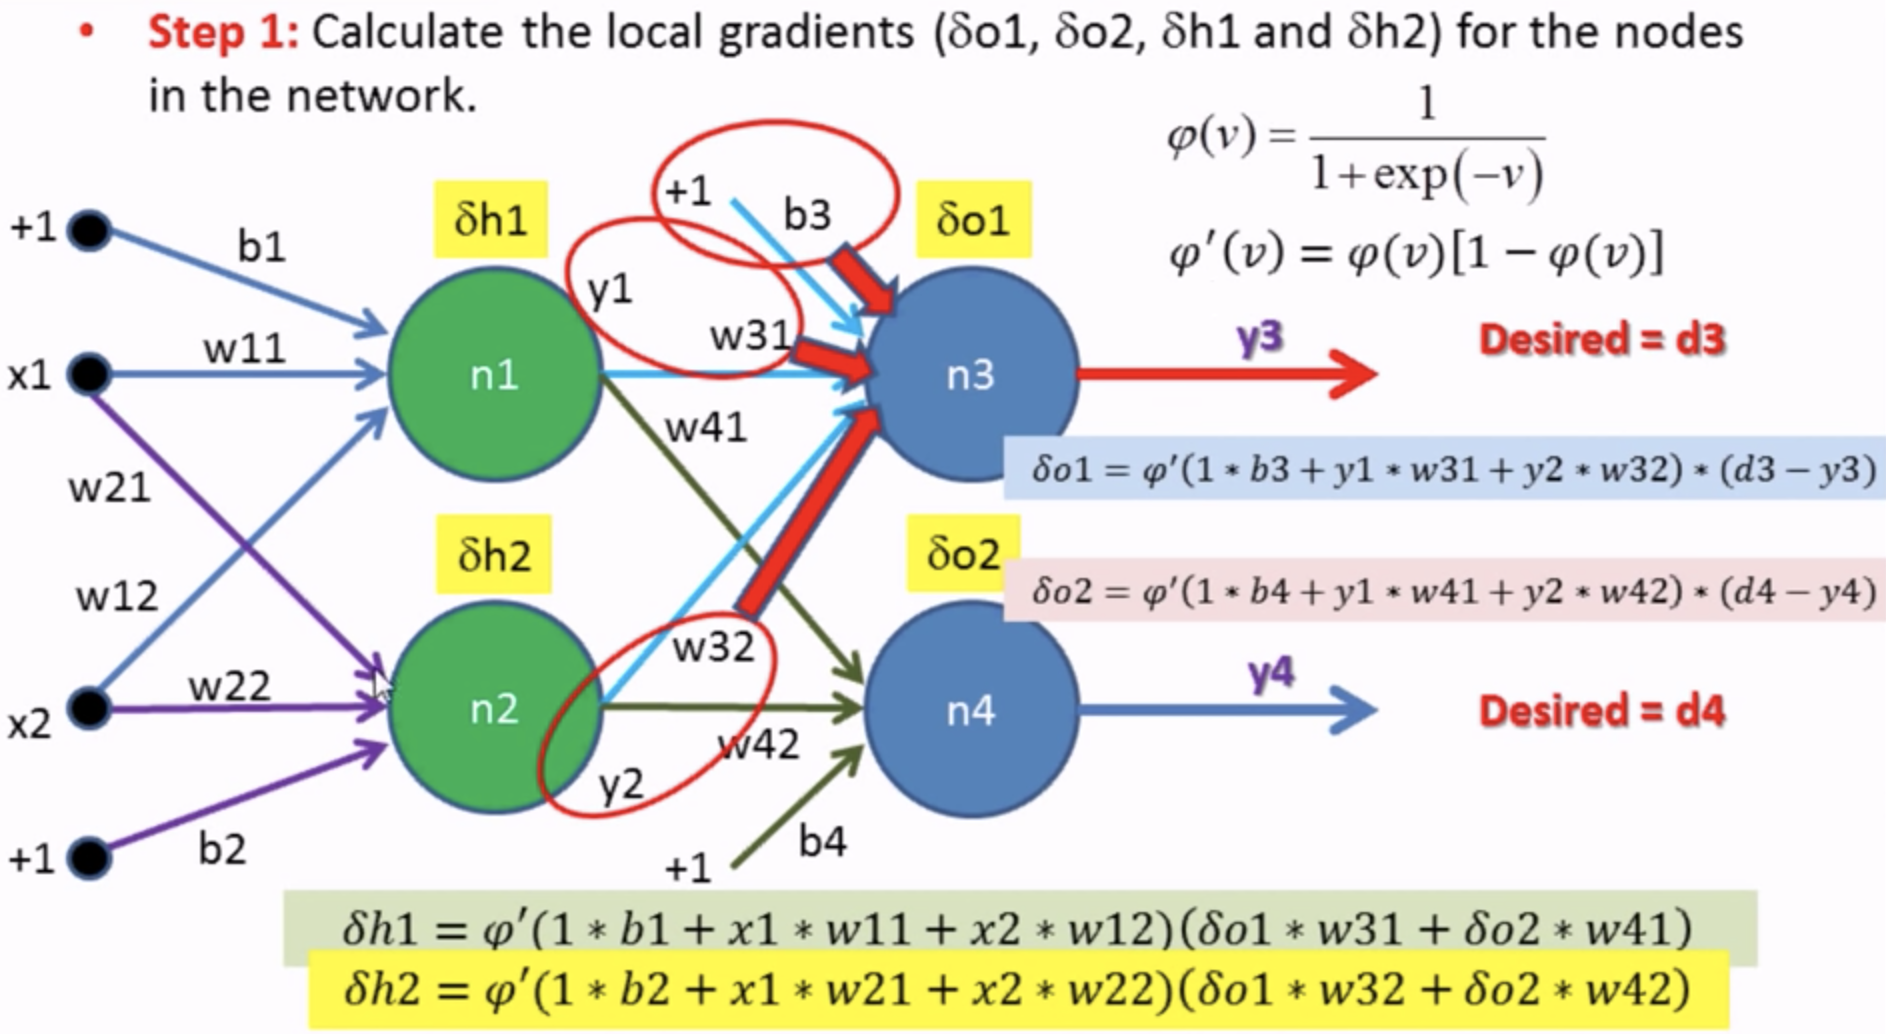 • Step 1: Calculate the local gradients (δo1, δo2, δh1 and δh2) for the nodes
in the network.
φ(v) = 1 / 1+exp(−v)
φ′(v) = φ(v)[1 − φ(v)]
+1
b1
δh1
+1
b3
δo1
x1
w11
n1
y1
w31
n3
y3
Desired = d3
w41
w21
δo1 = φ′(1 ∗ b3 + y1 ∗ w31 + y2 ∗ w32) ∗ (d3 − y3)
δh2
δo2
w12
δo2 = φ′(1 ∗ b4 + y1 ∗ w41 + y2 ∗ w42) ∗ (d4 − y4)
w32
x2
w22
n2
n4
y4
Desired = d4
w42
y2
+1
b2
+1
b4
δh1 = φ′(1 ∗ b1 + x1 ∗ w11 + x2 ∗ w12)(δo1 ∗ w31 + δo2 ∗ w41)
δh2 = φ′(1 ∗ b2 + x1 ∗ w21 + x2 ∗ w22)(δo1 ∗ w32 + δo2 ∗ w42)